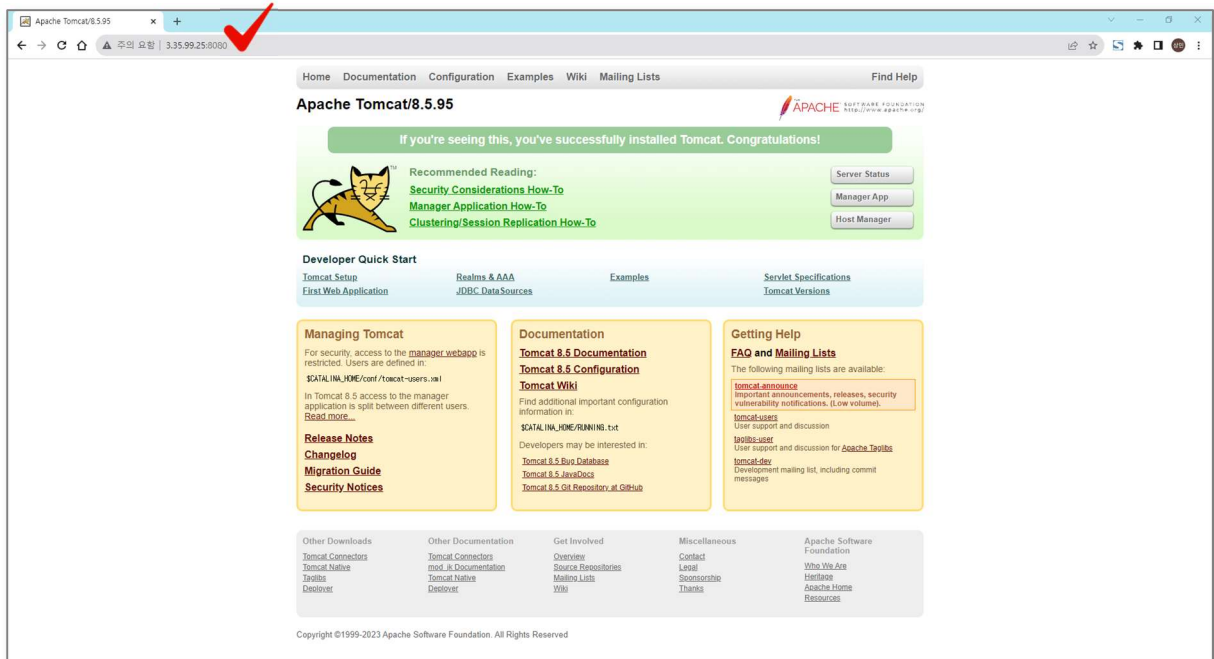 Apache Tomcat/8.5.95
주의 요함 | 3.35.99.25:8080
Home Documentation Configuration Examples Wiki Mailing Lists Find Help
Apache Tomcat/8.5.95
THE APACHE SOFTWARE FOUNDATION
http://www.apache.org/
If you're seeing this, you've successfully installed Tomcat. Congratulations!
TM
Recommended Reading:
Security Considerations How-To
Manager Application How-To
Clustering/Session Replication How-To
Server Status
Manager App
Host Manager
Developer Quick Start
Tomcat Setup
First Web Application
Realms & AAA
JDBC DataSources
Examples
Servlet Specifications
Tomcat Versions
Managing Tomcat
For security, access to the manager webapp is
restricted. Users are defined in:
$CATALINA_HOME/conf/tomcat-users.xml
In Tomcat 8.5 access to the manager
application is split between different users.
Read more...
Release Notes
Changelog
Migration Guide
Security Notices
Documentation
Tomcat 8.5 Documentation
Tomcat 8.5 Configuration
Tomcat Wiki
Find additional important configuration
information in:
$CATALINA_HOME/RUNNING.txt
Developers may be interested in:
Tomcat 8.5 Bug Database
Tomcat 8.5 JavaDocs
Tomcat 8.5 Git Repository at GitHub
Getting Help
FAQ and Mailing Lists
The following mailing lists are available:
tomcat-announce
Important announcements, releases, security
vulnerability notifications. (Low volume).
tomcat-users
User support and discussion
taglibs-user
User support and discussion for Apache Taglibs
tomcat-dev
Development mailing list, including commit
messages
Other Downloads
Tomcat Connectors
Tomcat Native
Taglibs
Deployer
Other Documentation
Tomcat Connectors
mod_jk Documentation
Tomcat Native
Deployer
Get Involved
Overview
Source Repositories
Mailing Lists
Wiki
Miscellaneous
Contact
Legal
Sponsorship
Thanks
Apache Software
Foundation
Who We Are
Heritage
Apache Home
Resources
Copyright ©1999-2023 Apache Software Foundation. All Rights Reserved